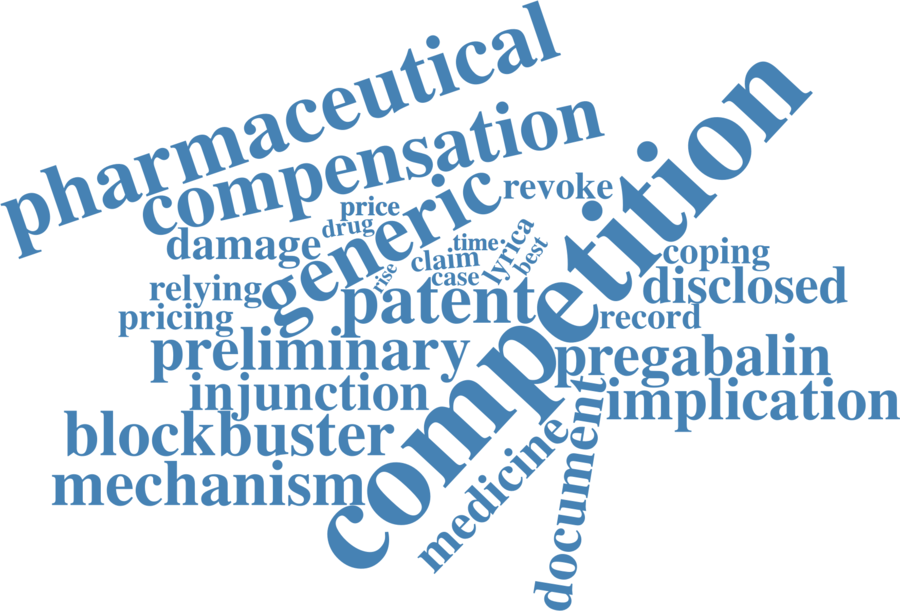 pharmaceutical
compensation
competition
generic
revoke
price
drug
damage
time
lyrica
best
claim
case
rise
coping
relying
patent
disclosed
pricing
record
preliminary
pregabalin
injunction
implication
blockbuster
mechanism
medicine
document